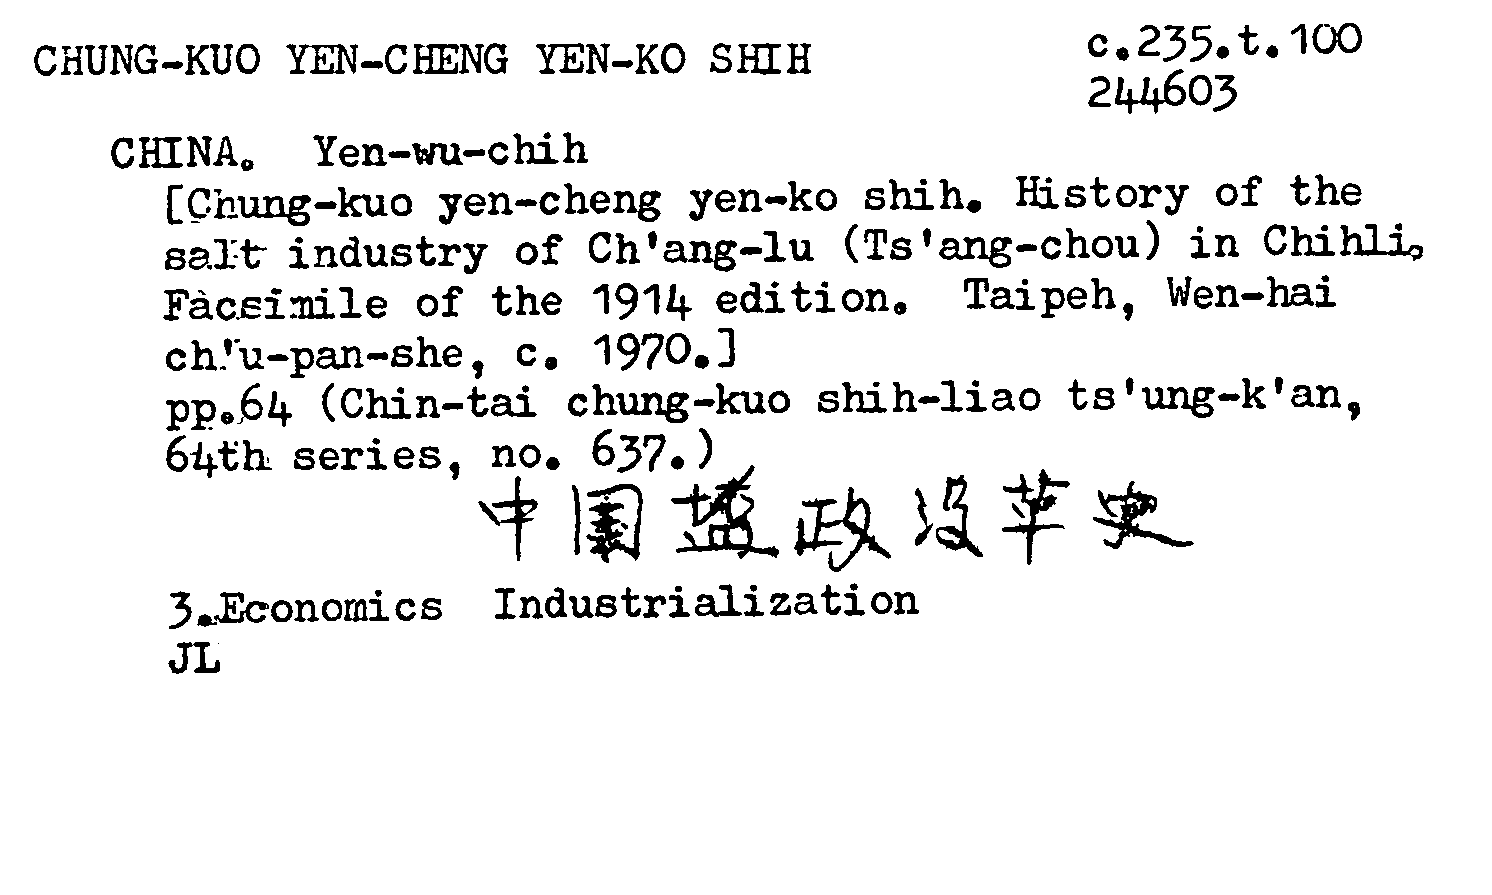 CHUNG-KUO YEN-CHENG YEN-KO SHIH
c.235.t.100
244603
CHINA. Yen-wu-chih
[Chung-kuo yen-cheng yen-ko shih. History of the
salt industry of Ch'ang-lu (Ts'ang-chou) in Chihli.
Facsimile of the 1914 edition. Taipeh, Wen-hai
ch'u-pan-she, c. 1970.]
pp.64 (Chin-tai chung-kuo shih-liao ts'ung-k'an,
64th series, no. 637.)
中國鹽政沿革史
3.Economics Industrialization
JL